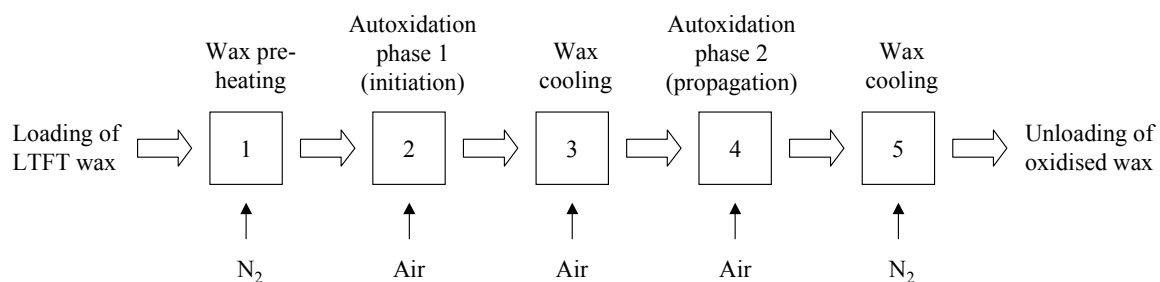 Loading of
LTFT wax
Wax pre-
heating
1
N₂
Autoxidation
phase 1
(initiation)
2
Air
Wax
cooling
3
Air
Autoxidation
phase 2
(propagation)
4
Air
Wax
cooling
5
N₂
Unloading of
oxidised wax